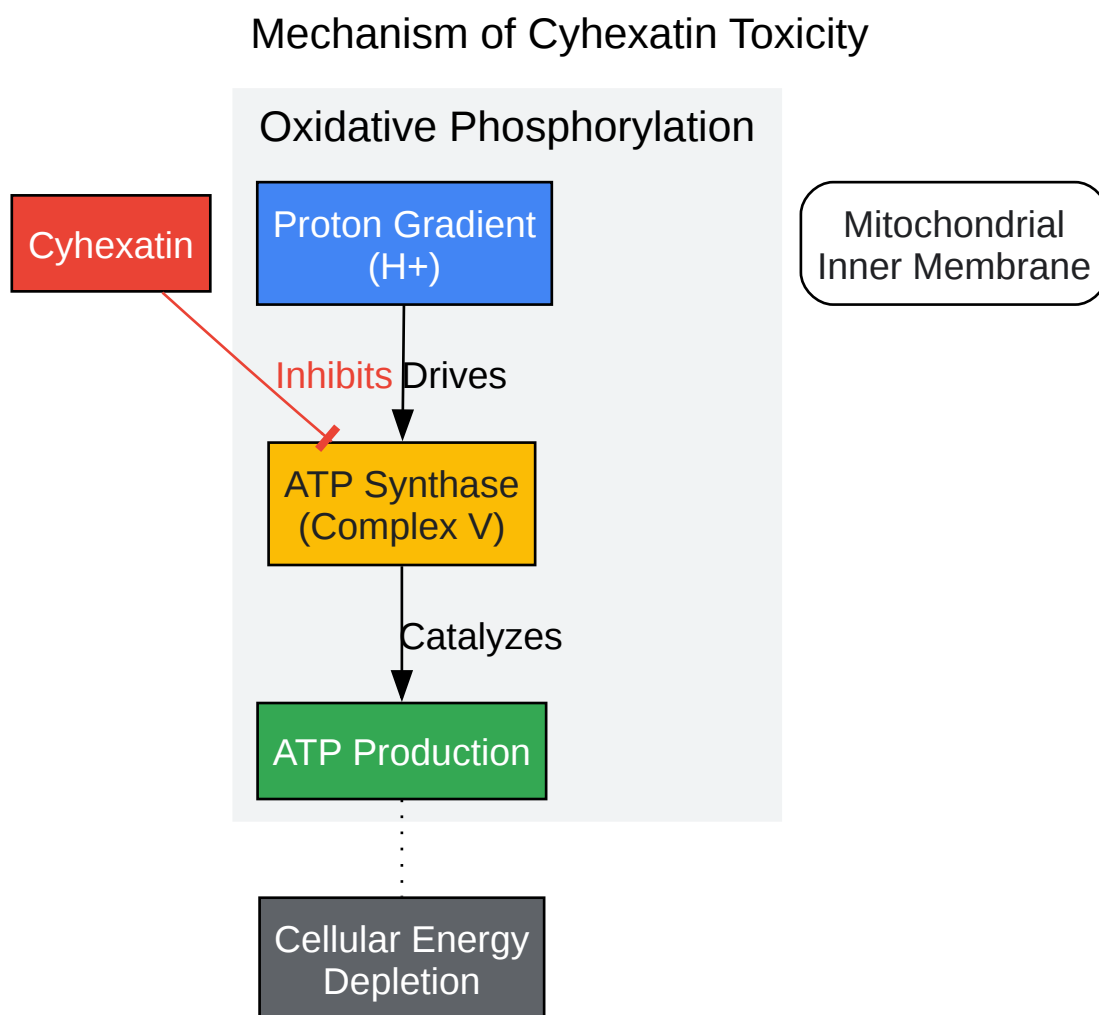 Mechanism of Cyhexatin Toxicity
Oxidative Phosphorylation
Cyhexatin
Proton Gradient
(H+)
Mitochondrial
Inner Membrane
Inhibits
Drives
ATP Synthase
(Complex V)
Catalyzes
ATP Production
Cellular Energy
Depletion